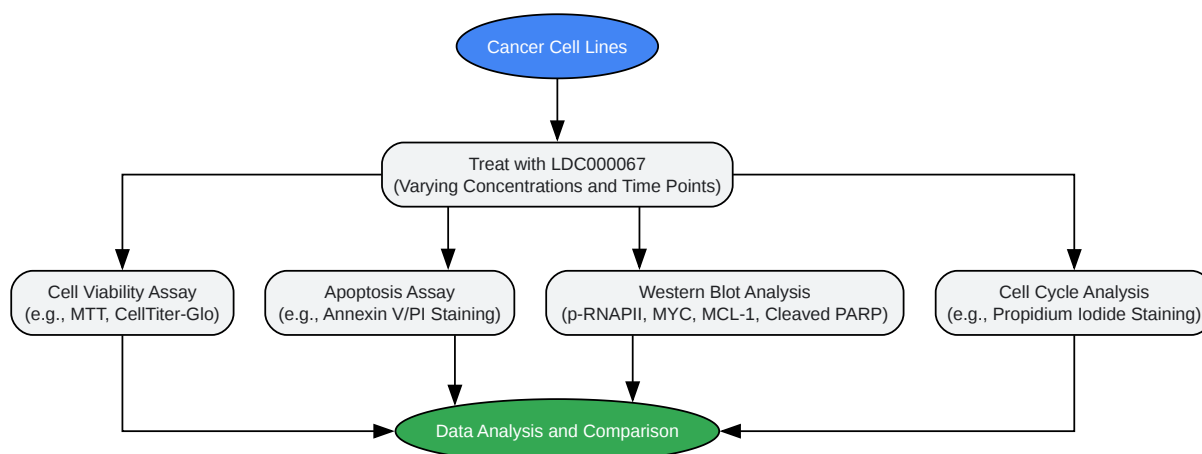 Cancer Cell Lines
Treat with LDC000067
(Varying Concentrations and Time Points)
Cell Viability Assay
(e.g., MTT, CellTiter-Glo)
Apoptosis Assay
(e.g., Annexin V/PI Staining)
Western Blot Analysis
(p-RNAPII, MYC, MCL-1, Cleaved PARP)
Cell Cycle Analysis
(e.g., Propidium Iodide Staining)
Data Analysis and Comparison